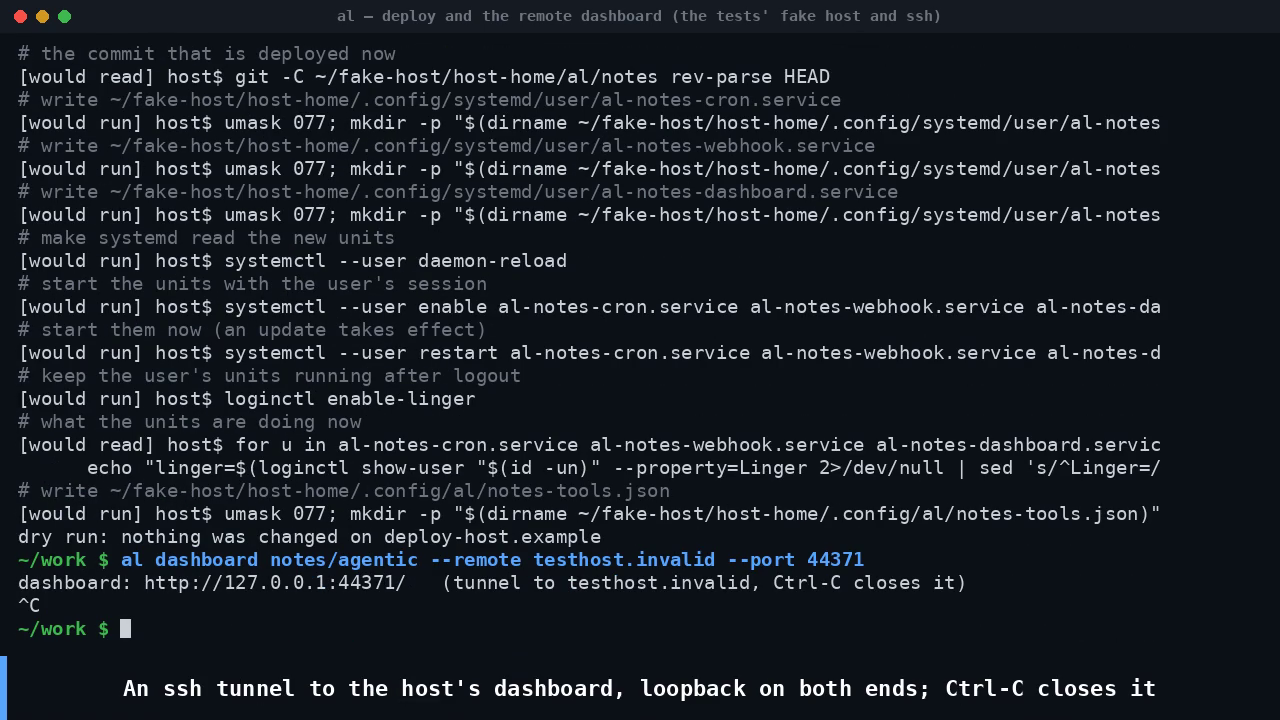 al — deploy and the remote dashboard (the tests' fake host and ssh)
# the commit that is deployed now
[would read] host$ git -C ~/fake-host/host-home/al/notes rev-parse HEAD
# write ~/fake-host/host-home/.config/systemd/user/al-notes-cron.service
[would run] host$ umask 077; mkdir -p "$(dirname ~/fake-host/host-home/.config/systemd/user/al-notes
# write ~/fake-host/host-home/.config/systemd/user/al-notes-webhook.service
[would run] host$ umask 077; mkdir -p "$(dirname ~/fake-host/host-home/.config/systemd/user/al-notes
# write ~/fake-host/host-home/.config/systemd/user/al-notes-dashboard.service
[would run] host$ umask 077; mkdir -p "$(dirname ~/fake-host/host-home/.config/systemd/user/al-notes
# make systemd read the new units
[would run] host$ systemctl --user daemon-reload
# start the units with the user's session
[would run] host$ systemctl --user enable al-notes-cron.service al-notes-webhook.service al-notes-da
# start them now (an update takes effect)
[would run] host$ systemctl --user restart al-notes-cron.service al-notes-webhook.service al-notes-d
# keep the user's units running after logout
[would run] host$ loginctl enable-linger
# what the units are doing now
[would read] host$ for u in al-notes-cron.service al-notes-webhook.service al-notes-dashboard.servic
      echo "linger=$(loginctl show-user "$(id -un)" --property=Linger 2>/dev/null | sed 's/^Linger=/
# write ~/fake-host/host-home/.config/al/notes-tools.json
[would run] host$ umask 077; mkdir -p "$(dirname ~/fake-host/host-home/.config/al/notes-tools.json)"
dry run: nothing was changed on deploy-host.example
~/work $ al dashboard notes/agentic --remote testhost.invalid --port 44371
dashboard: http://127.0.0.1:44371/   (tunnel to testhost.invalid, Ctrl-C closes it)
^C
~/work $
An ssh tunnel to the host's dashboard, loopback on both ends; Ctrl-C closes it